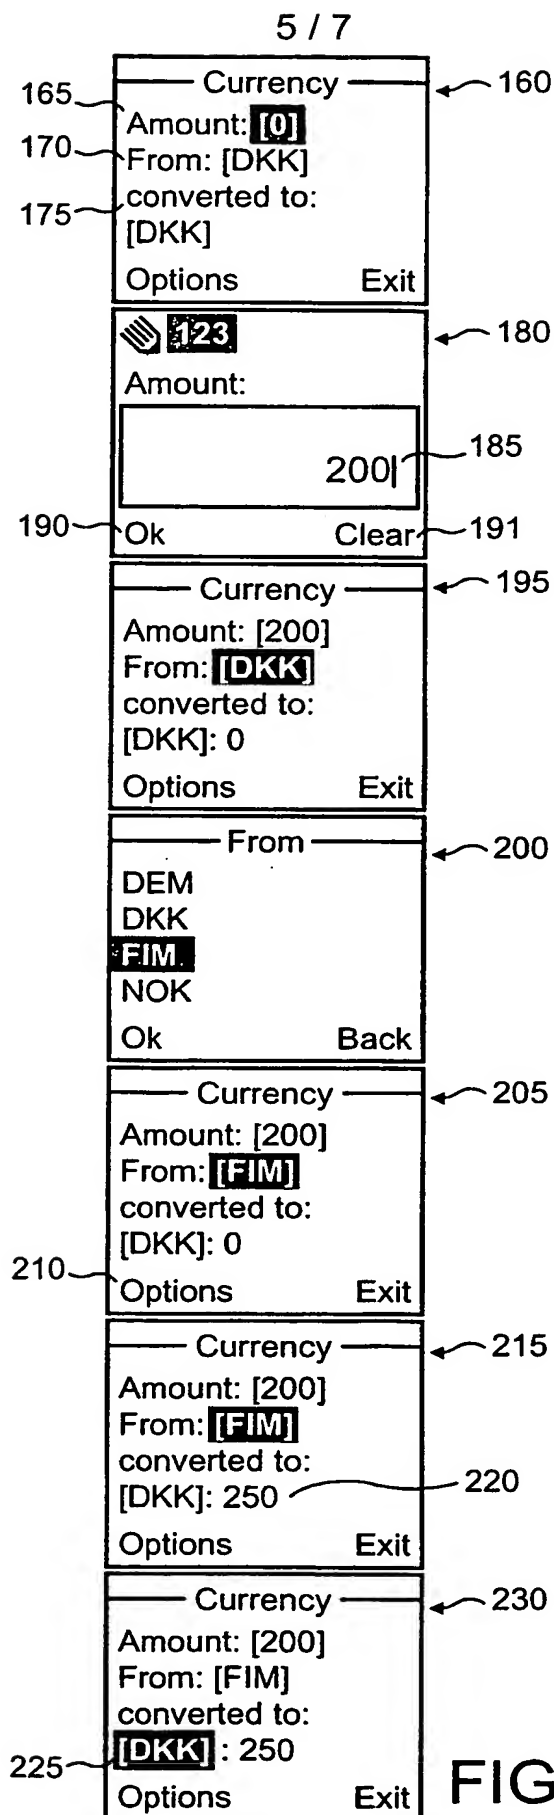 5 / 7
Currency 160
165 Amount: [0]
170 From: [DKK]
175 converted to:
[DKK]
Options Exit
123 180
Amount:
200 185
190 Ok Clear 191
Currency 195
Amount: [200]
From: [DKK]
converted to:
[DKK]: 0
Options Exit
From 200
DEM
DKK
FIM
NOK
Ok Back
Currency 205
Amount: [200]
From: [FIM]
converted to:
[DKK]: 0
210 Options Exit
Currency 215
Amount: [200]
From: [FIM]
converted to:
[DKK]: 250 220
Options Exit
Currency 230
Amount: [200]
From: [FIM]
converted to:
225 [DKK] : 250
Options Exit
FIG